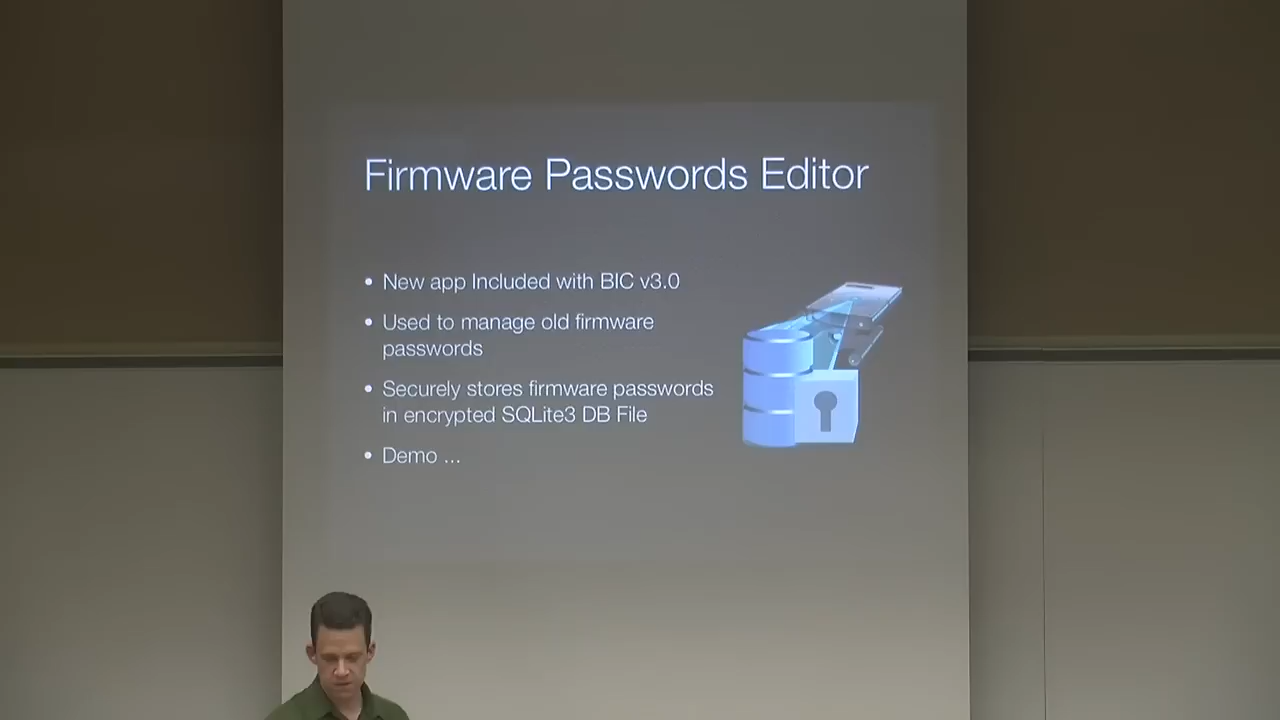 Firmware Passwords Editor
• New app Included with BIC v3.0
• Used to manage old firmware
passwords
• Securely stores firmware passwords
in encrypted SQLite3 DB File
• Demo ...